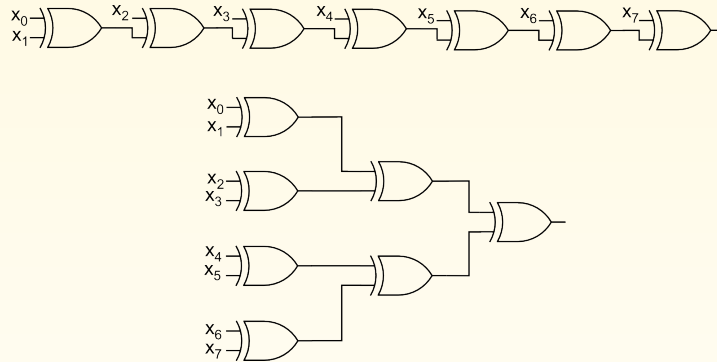 x₀ x₂ x₃ x₄ x₅ x₆ x₇
x₁
x₀
x₁
x₂
x₃
x₄
x₅
x₆
x₇